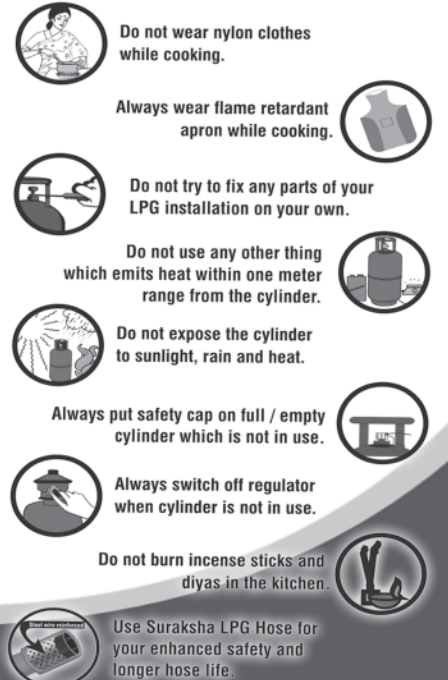 Do not wear nylon clothes
while cooking.
Always wear flame retardant
apron while cooking.
Do not try to fix any parts of your
LPG installation on your own.
Do not use any other thing
which emits heat within one meter
range from the cylinder.
Do not expose the cylinder
to sunlight, rain and heat.
Always put safety cap on full / empty
cylinder which is not in use.
Always switch off regulator
when cylinder is not in use.
Do not burn incense sticks and
diyas in the kitchen.
Steel wire reinforced
Use Suraksha LPG Hose for
your enhanced safety and
longer hose life.